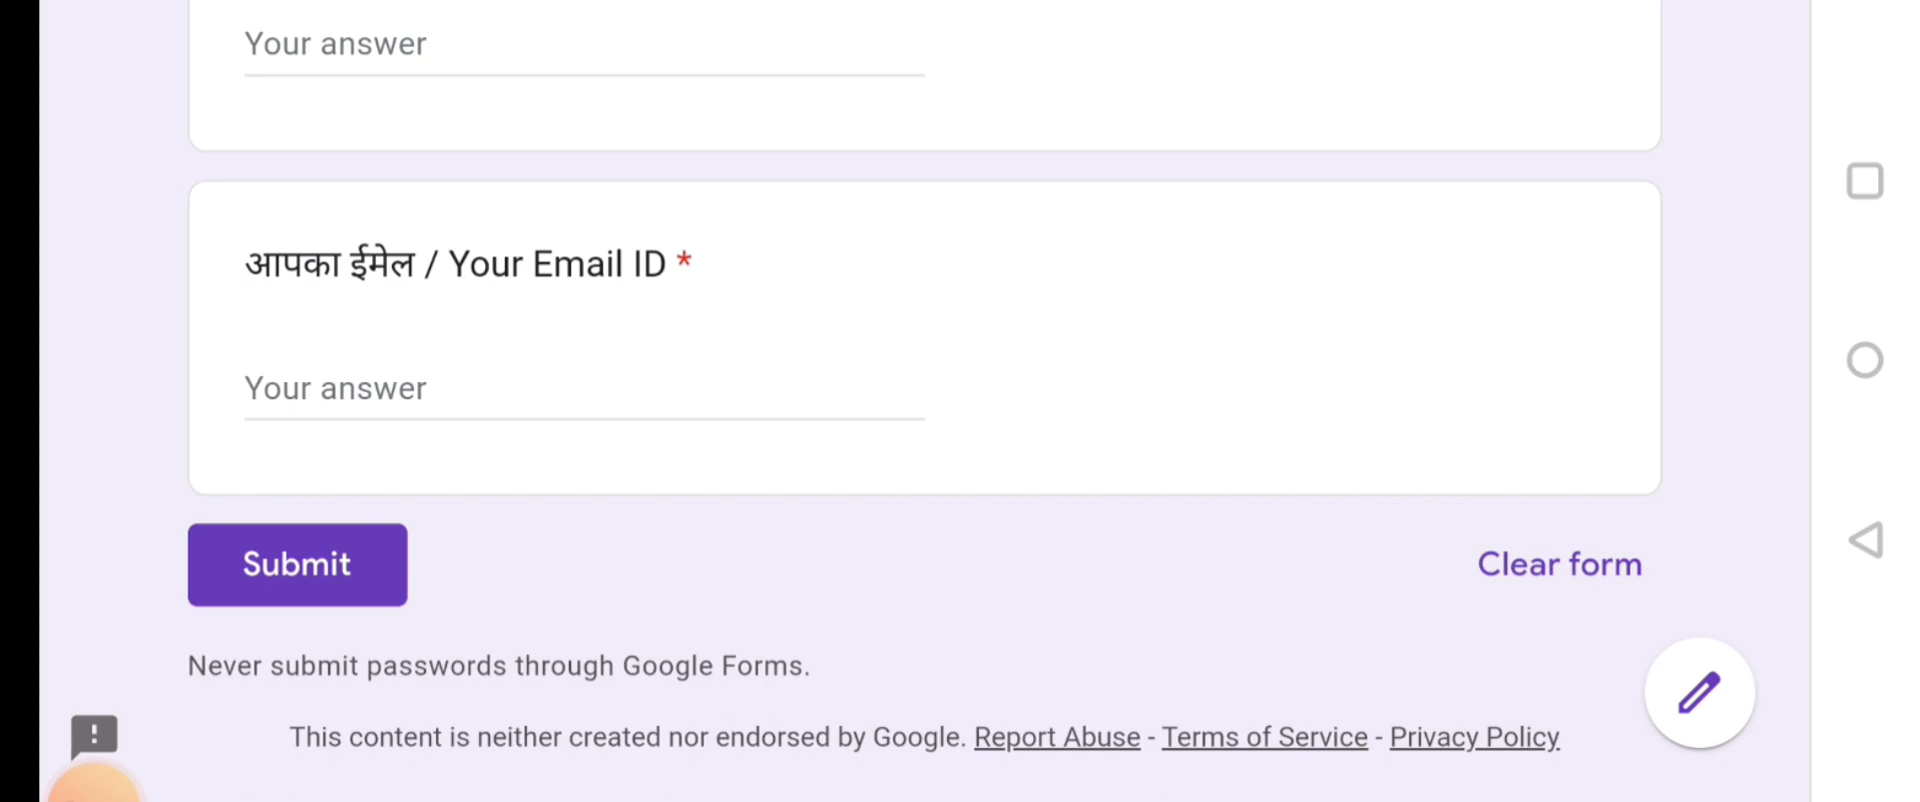 Your answer
आपका ईमेल / Your Email ID *
Your answer
Submit
Clear form
Never submit passwords through Google Forms.
This content is neither created nor endorsed by Google. Report Abuse - Terms of Service - Privacy Policy